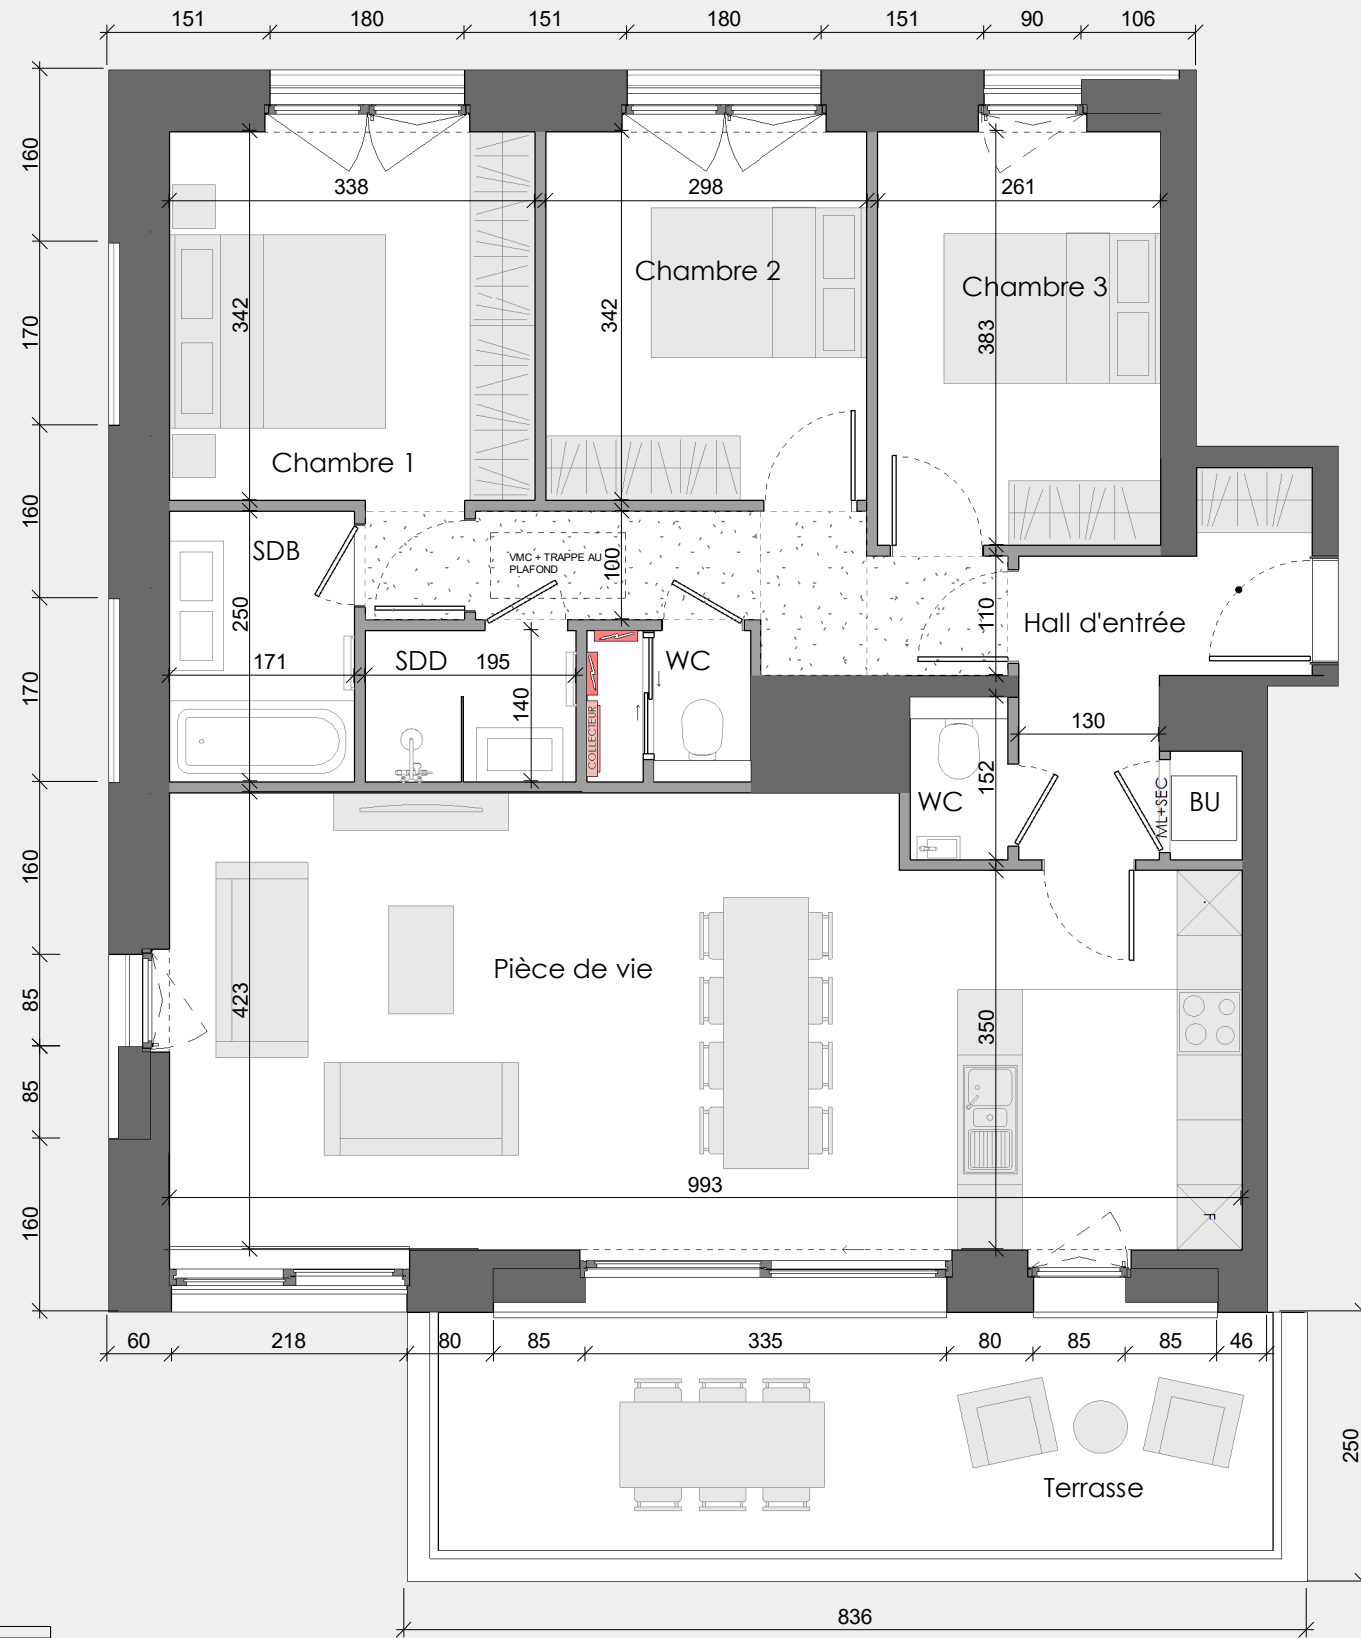 151 180 151 180 151 90 106
160
170
160
170
160
85
85
160
338
298
261
342
342
383
Chambre 1
Chambre 2
Chambre 3
SDB
VMC + TRAPPE AU
PLAFOND
100
110
Hall d'entrée
250
171
SDD
195
140
COLLECTEUR
WC
130
152
WC
ML+SEC
BU
Pièce de vie
423
350
993
F
60 218 80 85 335 80 85 85 46
250
Terrasse
836